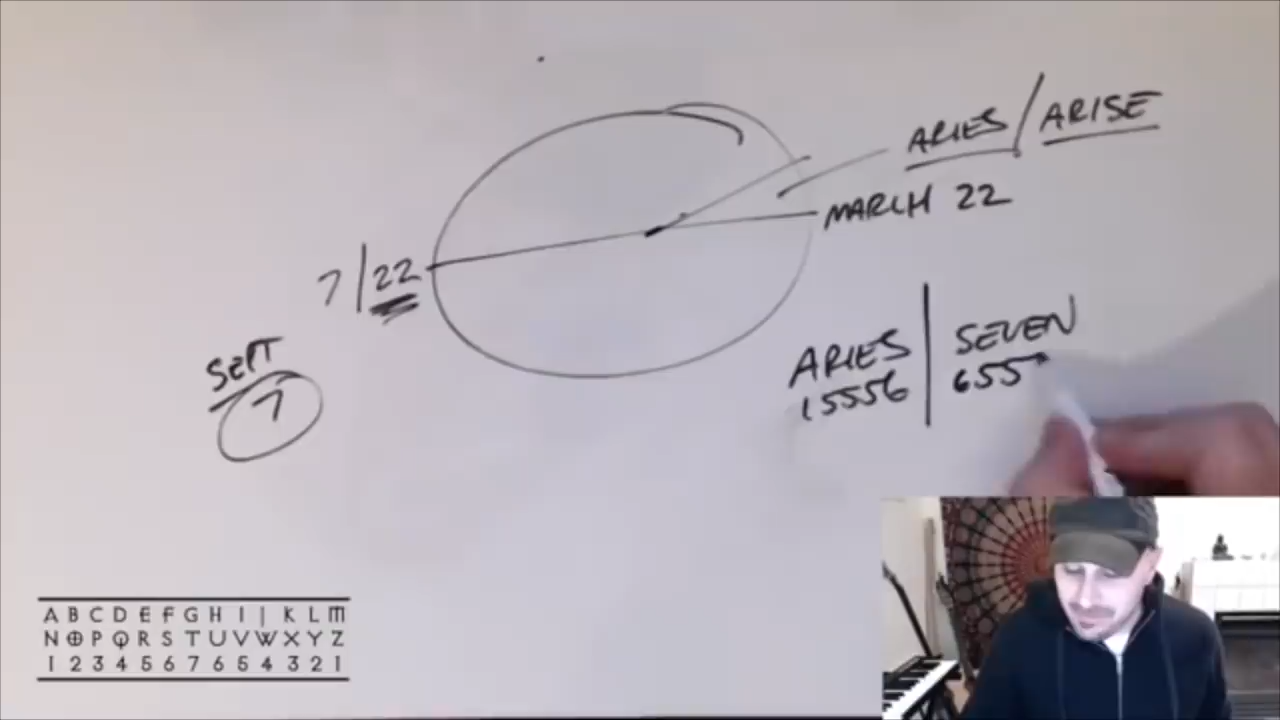 ARIES/ARISE
MARCH 22
7|22
SEPT
7
ARIES | SEVEN
15556 | 655
A B C D E F G H I J K L M
N O P Q R S T U V W X Y Z
1 2 3 4 5 6 7 6 5 4 3 2 1